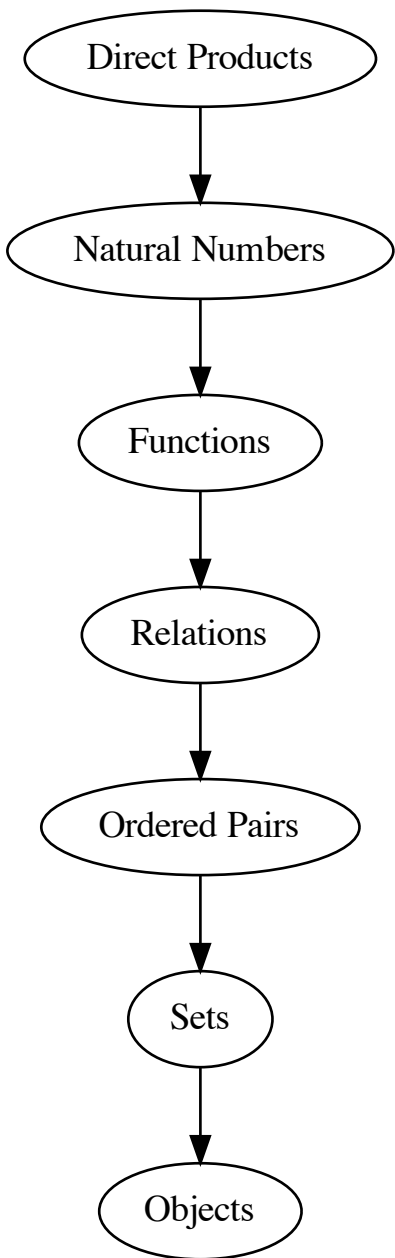 Direct Products
Natural Numbers
Functions
Relations
Ordered Pairs
Sets
Objects